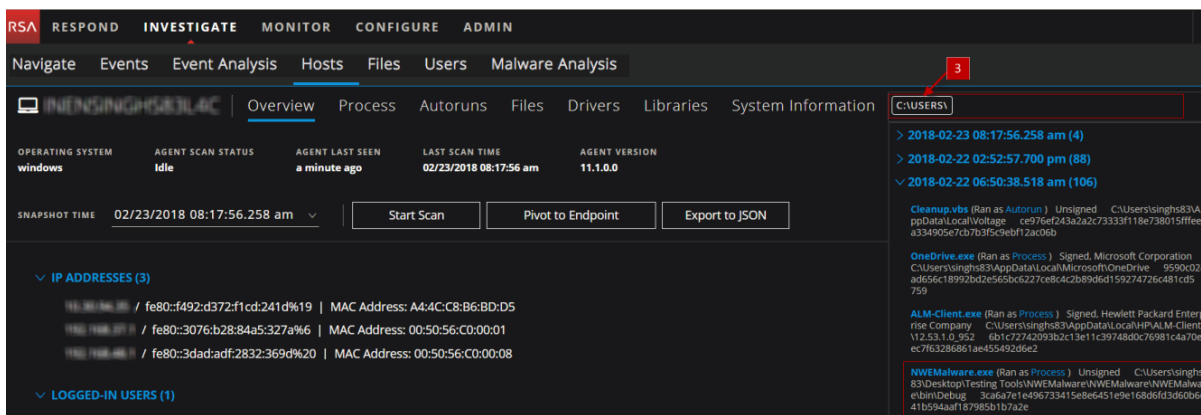 RSA RESPOND INVESTIGATE MONITOR CONFIGURE ADMIN
Navigate Events Event Analysis Hosts Files Users Malware Analysis
3
Overview Process Autoruns Files Drivers Libraries System Information
C:\USERS\
OPERATING SYSTEM AGENT SCAN STATUS AGENT LAST SEEN LAST SCAN TIME AGENT VERSION
windows Idle a minute ago 02/23/2018 08:17:56 am 11.1.0.0
SNAPSHOT TIME 02/23/2018 08:17:56.258 am Start Scan Pivot to Endpoint Export to JSON
IP ADDRESSES (3)
/ fe80::f492:d372:f1cd:241d%19 | MAC Address: A4:4C:C8:B6:BD:D5
/ fe80::3076:b28:84a5:327a%6 | MAC Address: 00:50:56:C0:00:01
/ fe80::3dad:adf:2832:369d%20 | MAC Address: 00:50:56:C0:00:08
LOGGED-IN USERS (1)
2018-02-23 08:17:56.258 am (4)
2018-02-22 02:52:57.700 pm (88)
2018-02-22 06:50:38.518 am (106)
Cleanup.vbs (Ran as Autorun ) Unsigned C:\Users\singhs83\A
ppData\Local\Voltage ce976ef243a2a2c73333f118e738015fffee
a334905e7cb7b3f5c9ebf12ac06b
OneDrive.exe (Ran as Process ) Signed, Microsoft Corporation
C:\Users\singhs83\AppData\Local\Microsoft\OneDrive 9590c02
ad656c18992bd2e565bc6227ce8c4c2b89d6d159274726c481cd5
759
ALM-Client.exe (Ran as Process ) Signed, Hewlett Packard Enterp
rise Company C:\Users\singhs83\AppData\Local\HP\ALM-Client
\12.53.1.0_952 6b1c72742093b2c13e11c39748d0c76981c4a70e
ec7f63286861ae455492d6e2
NWEMalware.exe (Ran as Process ) Unsigned C:\Users\singhs
83\Desktop\Testing Tools\NWEMalware\NWEMalware\NWEMalwar
e\bin\Debug 3ca6a7e1e496733415e8e6451e9e168d6fd3d60b6
41b594aaf187985b1b7a2e